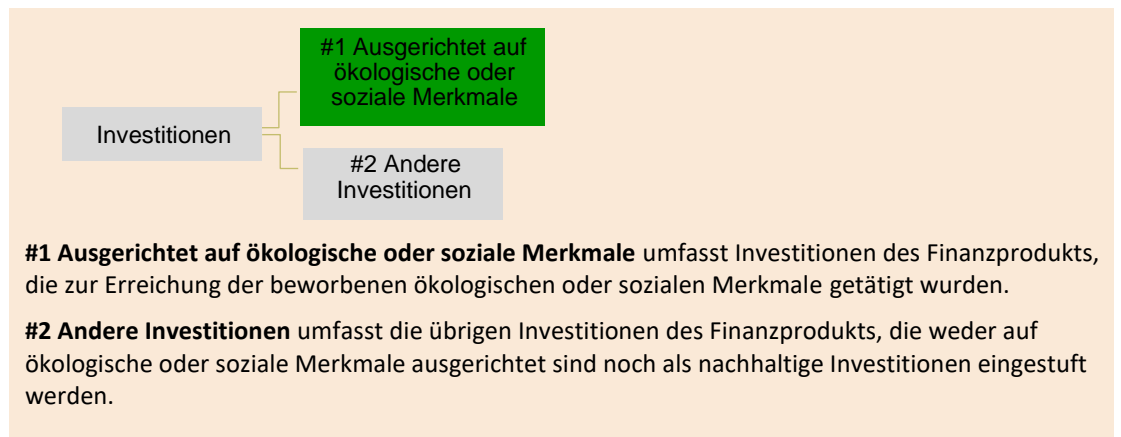 #1 Ausgerichtet auf
ökologische oder
soziale Merkmale
Investitionen
#2 Andere
Investitionen
#1 Ausgerichtet auf ökologische oder soziale Merkmale umfasst Investitionen des Finanzprodukts,
die zur Erreichung der beworbenen ökologischen oder sozialen Merkmale getätigt wurden.
#2 Andere Investitionen umfasst die übrigen Investitionen des Finanzprodukts, die weder auf
ökologische oder soziale Merkmale ausgerichtet sind noch als nachhaltige Investitionen eingestuft
werden.